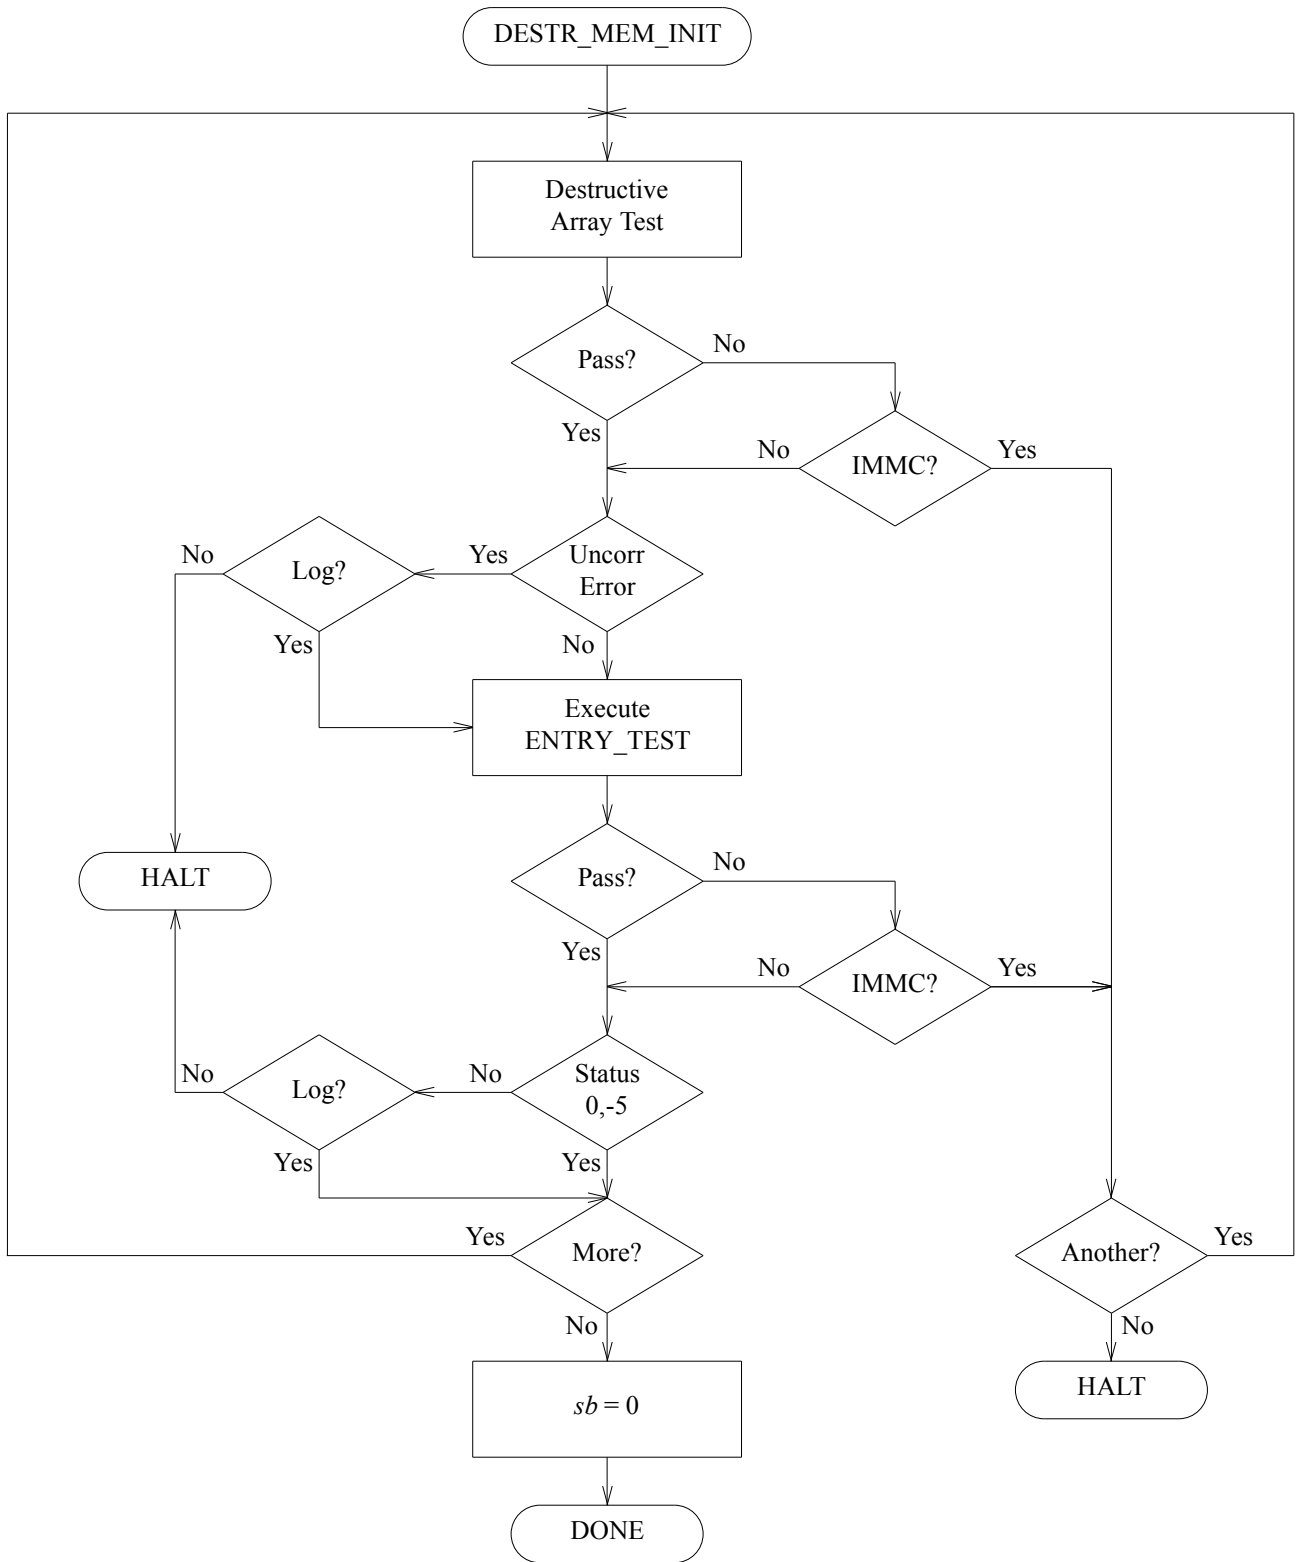 DESTR_MEM_INIT
Destructive
Array Test
Pass?
No
Yes
IMMC?
No
Yes
Uncorr
Error
Yes
No
Log?
No
Yes
Execute
ENTRY_TEST
Pass?
No
Yes
HALT
IMMC?
No
Yes
Status
0,-5
No
Yes
Log?
No
Yes
More?
Yes
No
Another?
Yes
No
sb = 0
HALT
DONE